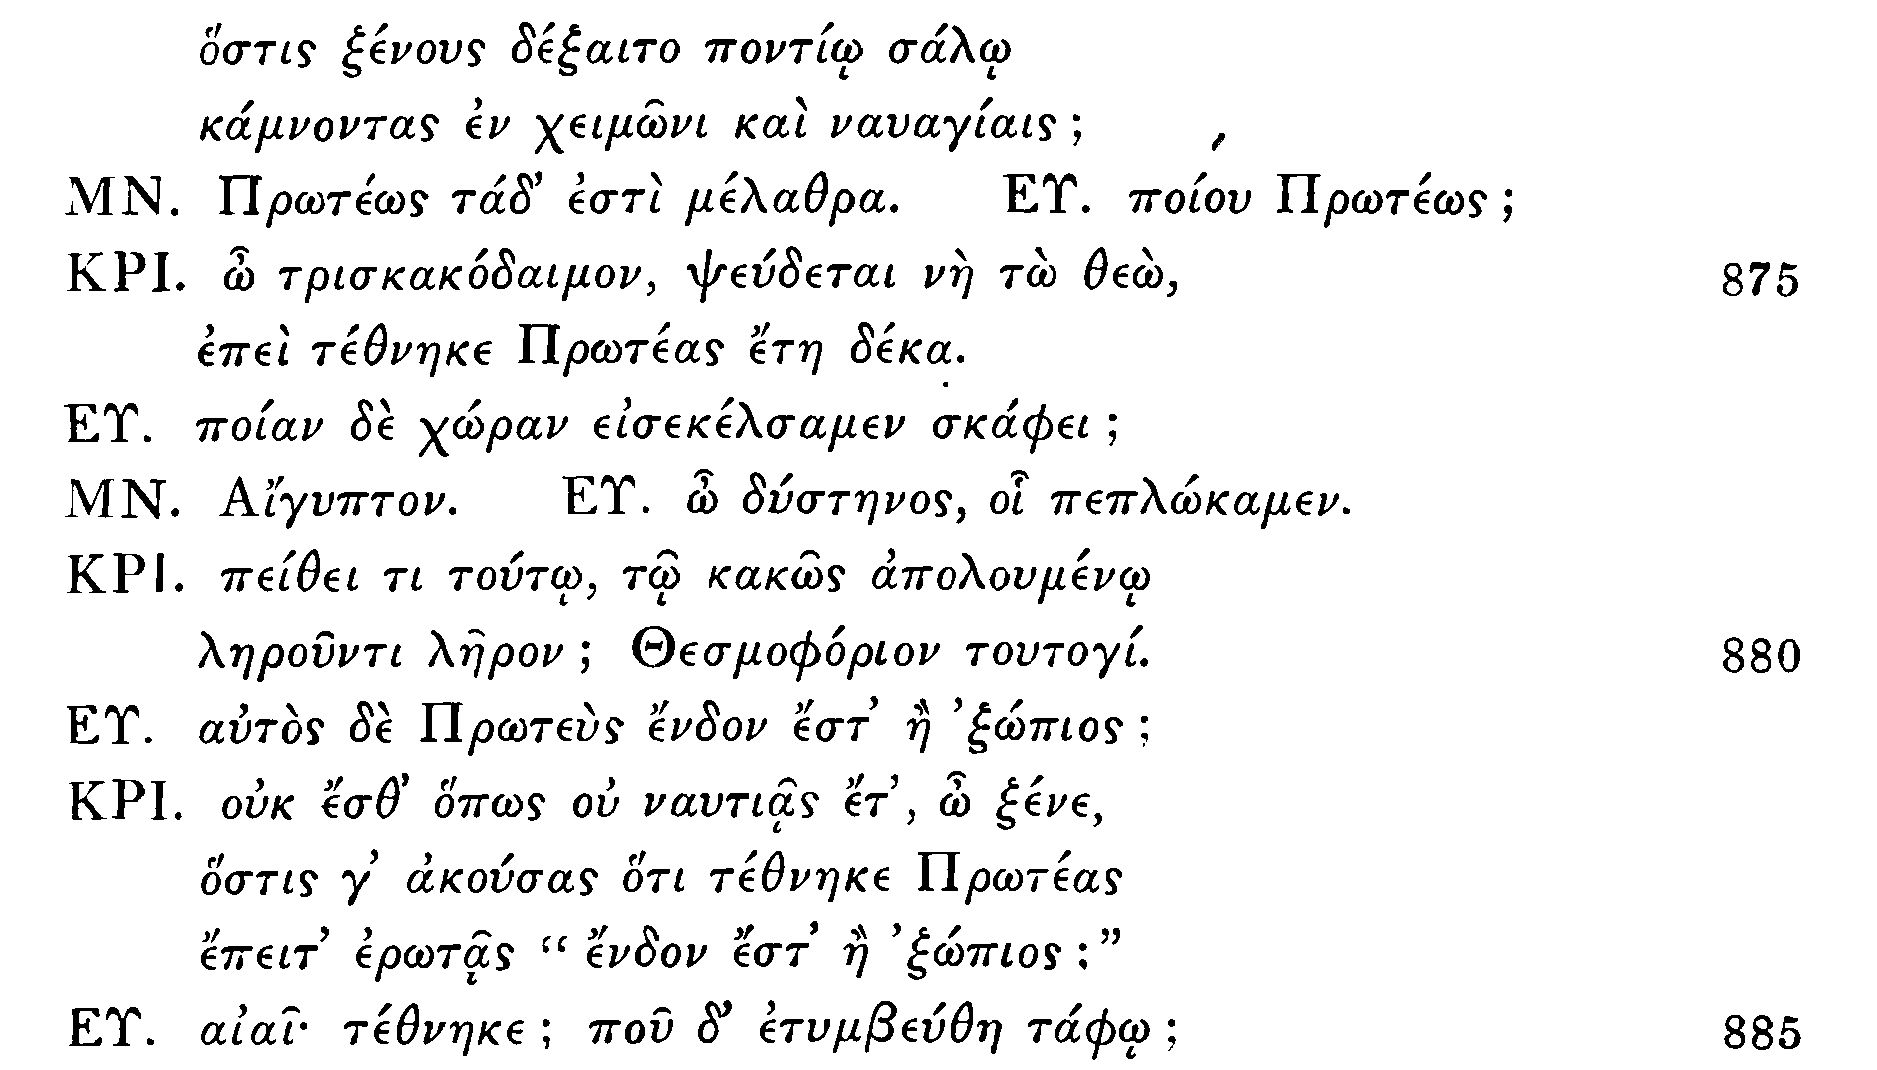 ὅστις ξένους δέξαιτο ποντίῳ σάλῳ
κάμνοντας ἐν χειμῶνι καὶ ναυαγίαις;
ΜΝ. Πρωτέως τάδ’ ἐστὶ μέλαθρα. ΕΥ. ποίου Πρωτέως;
ΚΡΙ. ὦ τρισκακόδαιμον, ψεύδεται νὴ τὼ θεώ, 875
ἐπεὶ τέθνηκε Πρωτέας ἔτη δέκα.
ΕΥ. ποίαν δὲ χώραν εἰσεκέλσαμεν σκάφει;
ΜΝ. Αἴγυπτον. ΕΥ. ὦ δύστηνος, οἷ πεπλώκαμεν.
ΚΡΙ. πείθει τι τούτῳ, τῷ κακῶς ἀπολουμένῳ
ληροῦντι λῆρον; Θεσμοφόριον τουτογί. 880
ΕΥ. αὐτὸς δὲ Πρωτεὺς ἔνδον ἔστ’ ἢ ’ξώπιος;
ΚΡΙ. οὐκ ἔσθ’ ὅπως οὐ ναυτιᾷς ἔτ’, ὦ ξένε,
ὅστις γ’ ἀκούσας ὅτι τέθνηκε Πρωτέας
ἔπειτ’ ἐρωτᾷς “ἔνδον ἔστ’ ἢ ’ξώπιος;”
ΕΥ. αἰαῖ· τέθνηκε; ποῦ δ’ ἐτυμβεύθη τάφῳ; 885